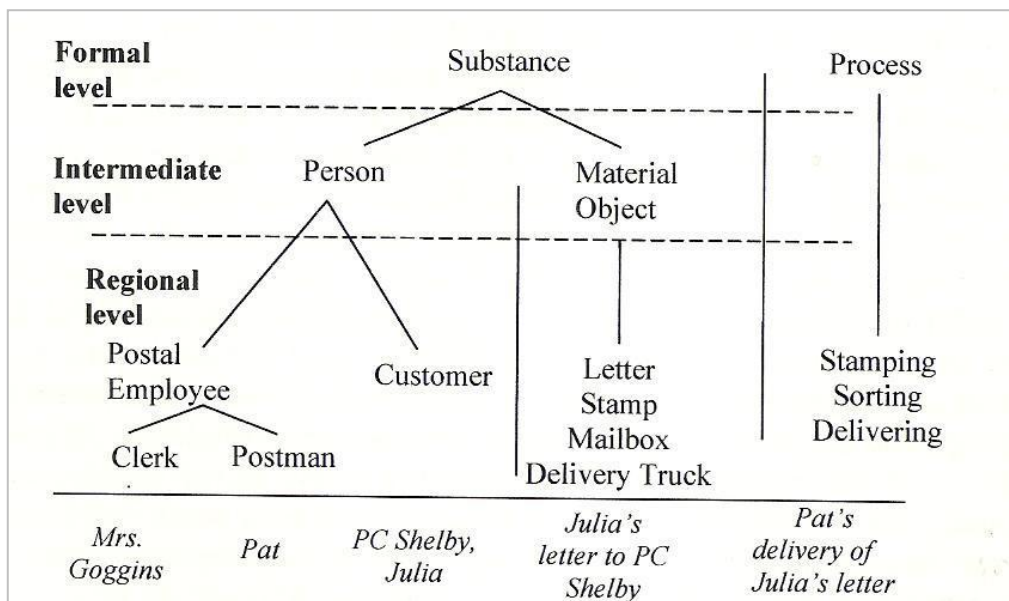 Formal
level
Substance
Process
Intermediate
level
Person
Material
Object
Regional
level
Postal
Employee
Customer
Letter
Stamp
Mailbox
Delivery Truck
Stamping
Sorting
Delivering
Clerk
Postman
Mrs.
Goggins
Pat
PC Shelby,
Julia
Julia's
letter to PC
Shelby
Pat's
delivery of
Julia's letter